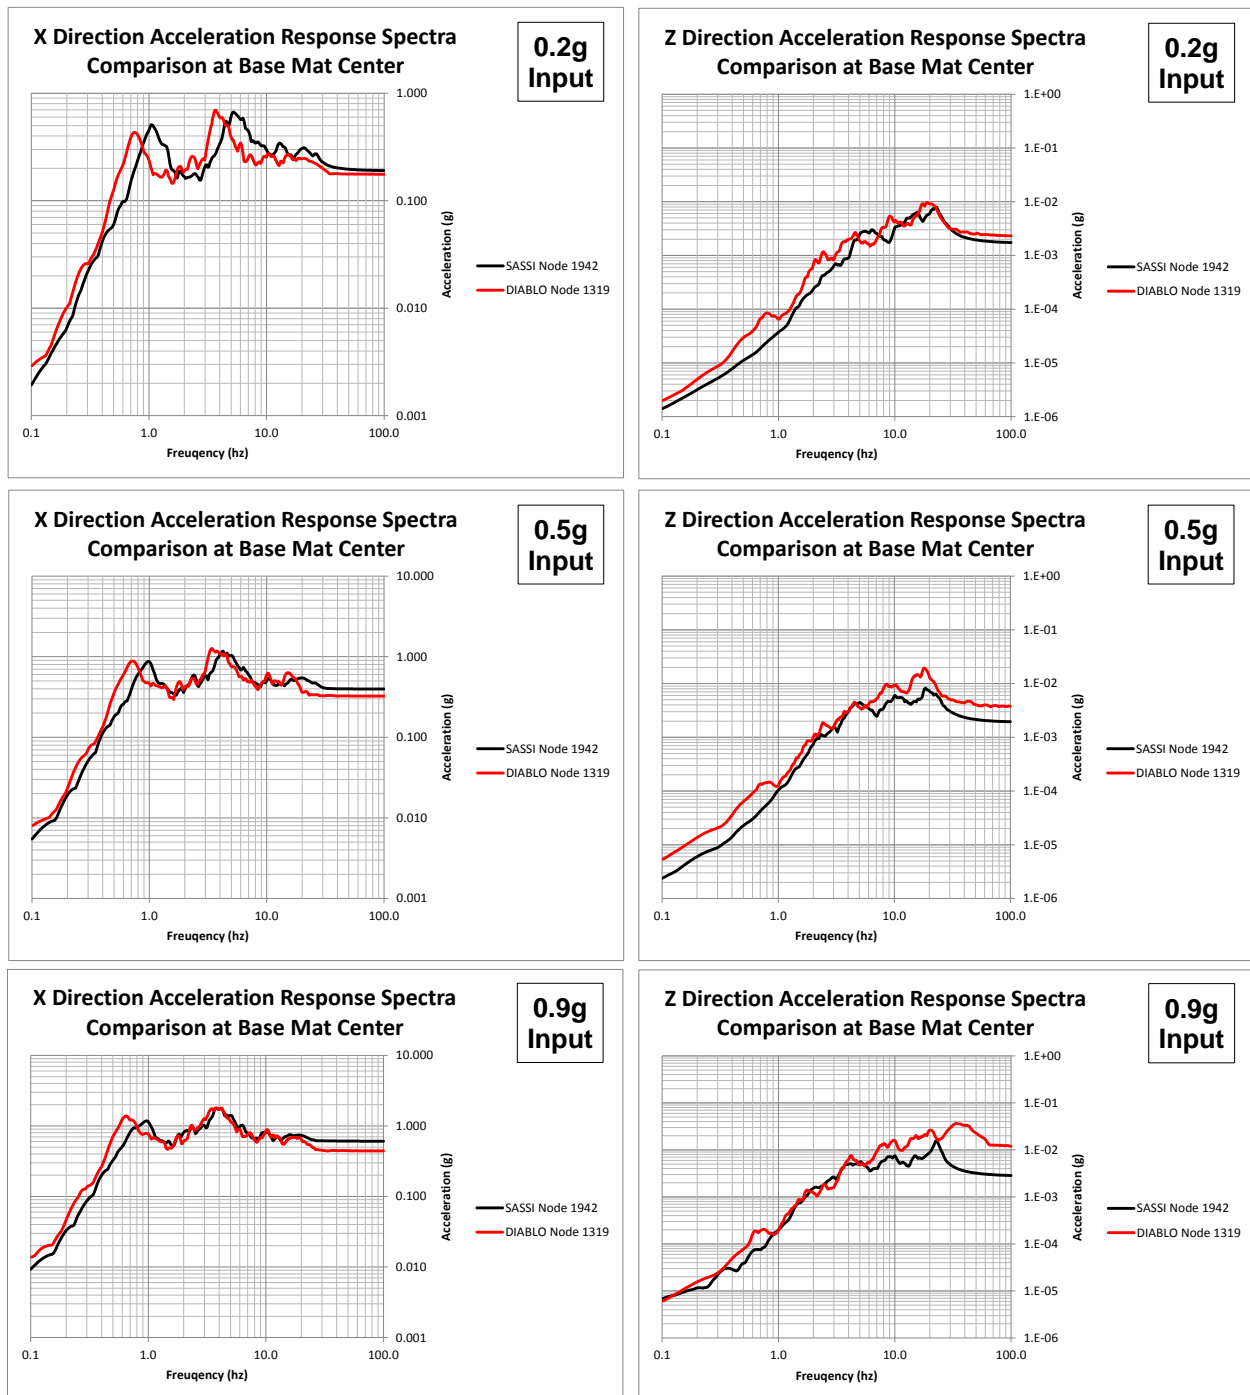 X Direction Acceleration Response Spectra
Comparison at Base Mat Center
0.2g
Input
1.000
0.100
0.010
0.001
Acceleration (g)
0.1
1.0
10.0
100.0
Freuqency (hz)
SASSI Node 1942
DIABLO Node 1319
Z Direction Acceleration Response Spectra
Comparison at Base Mat Center
0.2g
Input
1.E+00
1.E-01
1.E-02
1.E-03
1.E-04
1.E-05
1.E-06
Acceleration (g)
0.1
1.0
10.0
100.0
Freuqency (hz)
SASSI Node 1942
DIABLO Node 1319
X Direction Acceleration Response Spectra
Comparison at Base Mat Center
0.5g
Input
10.000
1.000
0.100
0.010
0.001
Acceleration (g)
0.1
1.0
10.0
100.0
Freuqency (hz)
SASSI Node 1942
DIABLO Node 1319
Z Direction Acceleration Response Spectra
Comparison at Base Mat Center
0.5g
Input
1.E+00
1.E-01
1.E-02
1.E-03
1.E-04
1.E-05
1.E-06
Acceleration (g)
0.1
1.0
10.0
100.0
Freuqency (hz)
SASSI Node 1942
DIABLO Node 1319
X Direction Acceleration Response Spectra
Comparison at Base Mat Center
0.9g
Input
10.000
1.000
0.100
0.010
0.001
Acceleration (g)
0.1
1.0
10.0
100.0
Freuqency (hz)
SASSI Node 1942
DIABLO Node 1319
Z Direction Acceleration Response Spectra
Comparison at Base Mat Center
0.9g
Input
1.E+00
1.E-01
1.E-02
1.E-03
1.E-04
1.E-05
1.E-06
Acceleration (g)
0.1
1.0
10.0
100.0
Freuqency (hz)
SASSI Node 1942
DIABLO Node 1319